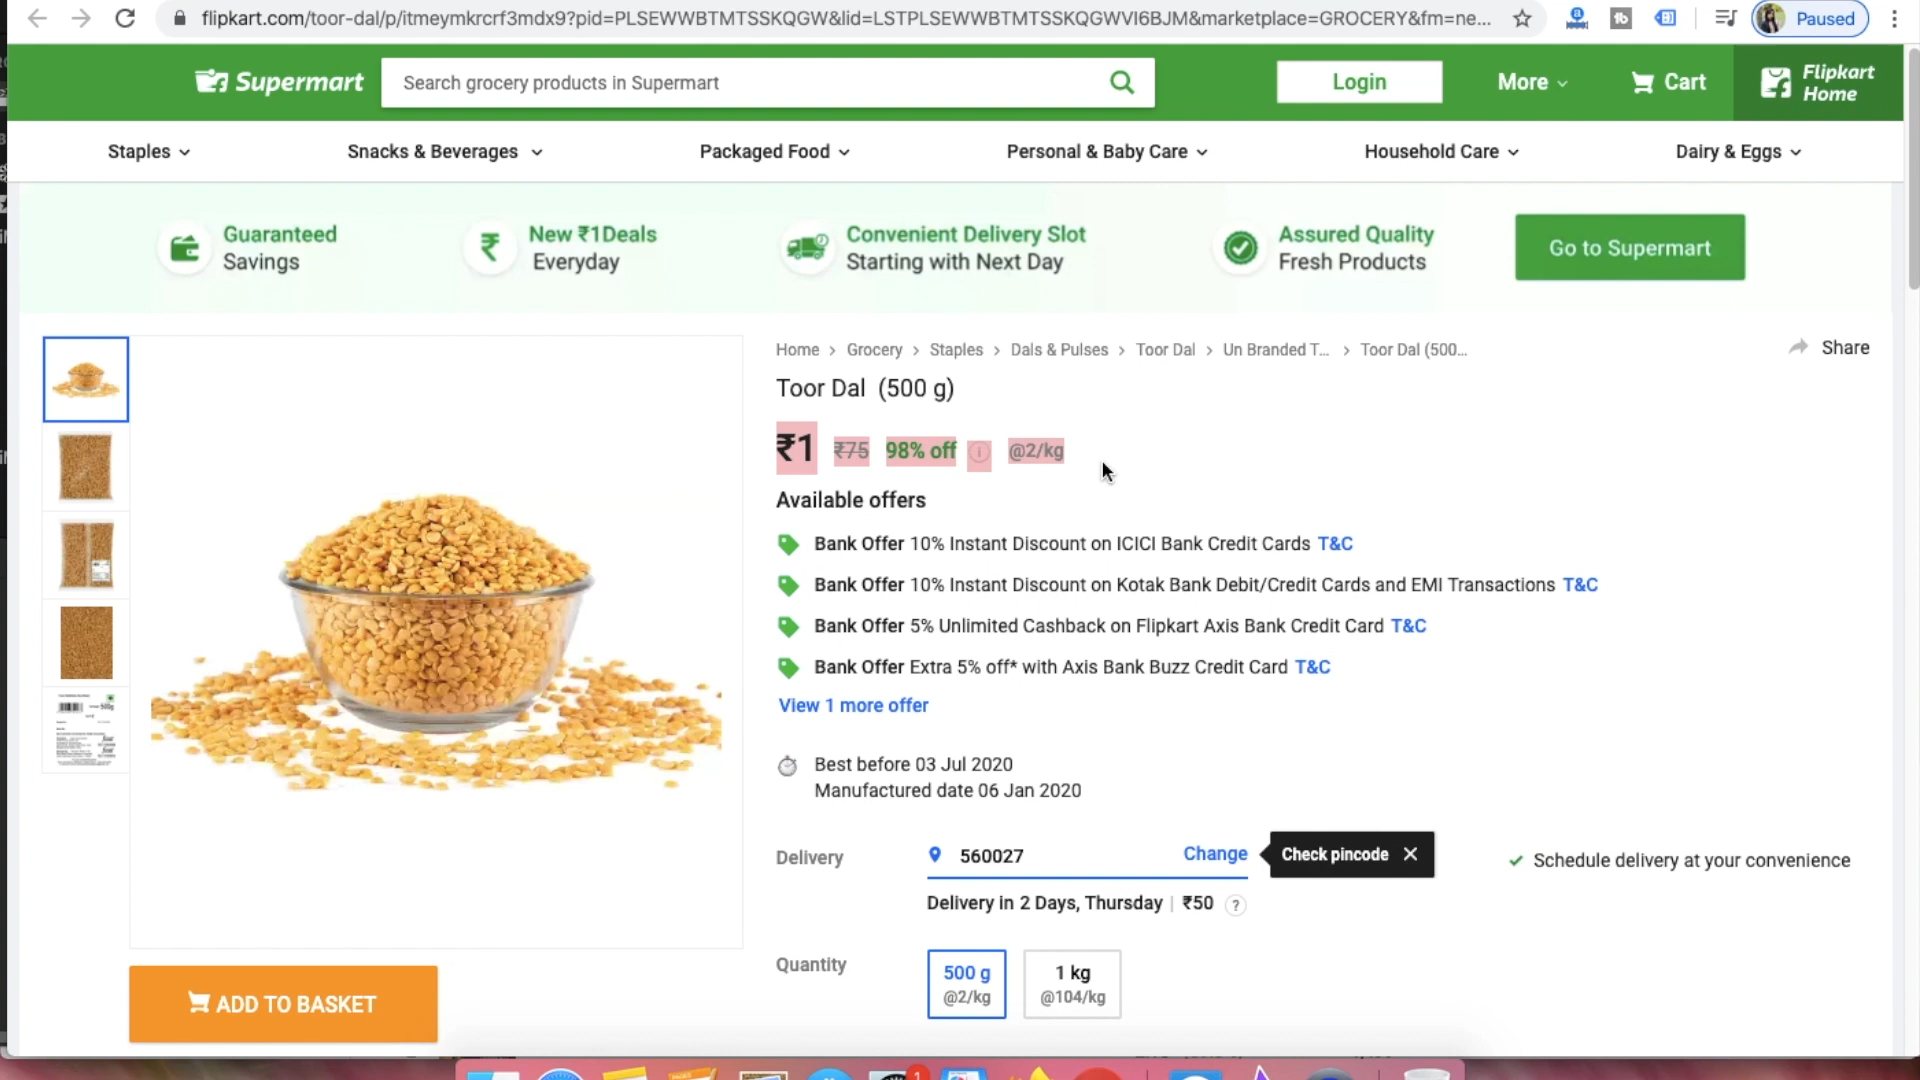 flipkart.com/toor-dal/p/itmeymkrcrf3mdx9?pid=PLSEWWBTMTSSKQGW&lid=LSTPLSEWWBTMTSSKQGWVI6BJM&marketplace=GROCERY&fm=ne...
Paused
Supermart
Search grocery products in Supermart
Login
More
Cart
Flipkart
Home
Staples
Snacks & Beverages
Packaged Food
Personal & Baby Care
Household Care
Dairy & Eggs
Guaranteed
Savings
New ₹1Deals
Everyday
Convenient Delivery Slot
Starting with Next Day
Assured Quality
Fresh Products
Go to Supermart
Home > Grocery > Staples > Dals & Pulses > Toor Dal > Un Branded T... > Toor Dal (500...
Share
Toor Dal (500 g)
₹1 ₹75 98% off @2/kg
Available offers
Bank Offer 10% Instant Discount on ICICI Bank Credit Cards T&C
Bank Offer 10% Instant Discount on Kotak Bank Debit/Credit Cards and EMI Transactions T&C
Bank Offer 5% Unlimited Cashback on Flipkart Axis Bank Credit Card T&C
Bank Offer Extra 5% off* with Axis Bank Buzz Credit Card T&C
View 1 more offer
Best before 03 Jul 2020
Manufactured date 06 Jan 2020
Delivery
560027
Change
Check pincode
Schedule delivery at your convenience
Delivery in 2 Days, Thursday | ₹50 ?
Quantity
500 g
@2/kg
1 kg
@104/kg
ADD TO BASKET